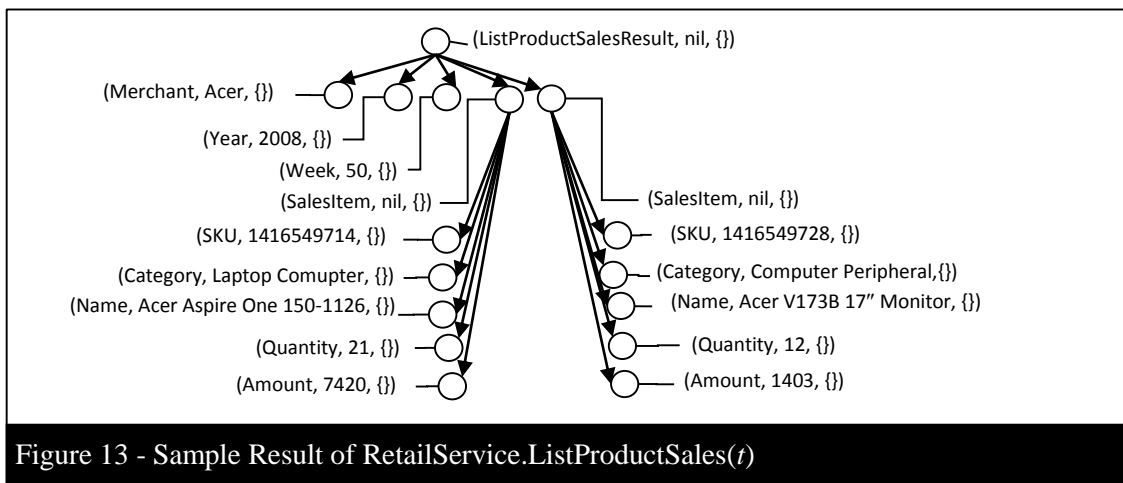 (ListProductSalesResult, nil, {})
(Merchant, Acer, {})
(Year, 2008, {})
(Week, 50, {})
(SalesItem, nil, {})
(SalesItem, nil, {})
(SKU, 1416549714, {})
(SKU, 1416549728, {})
(Category, Laptop Comupter, {})
(Category, Computer Peripheral,{})
(Name, Acer Aspire One 150-1126, {})
(Name, Acer V173B 17″ Monitor, {})
(Quantity, 21, {})
(Quantity, 12, {})
(Amount, 7420, {})
(Amount, 1403, {})
Figure 13 - Sample Result of RetailService.ListProductSales(t)